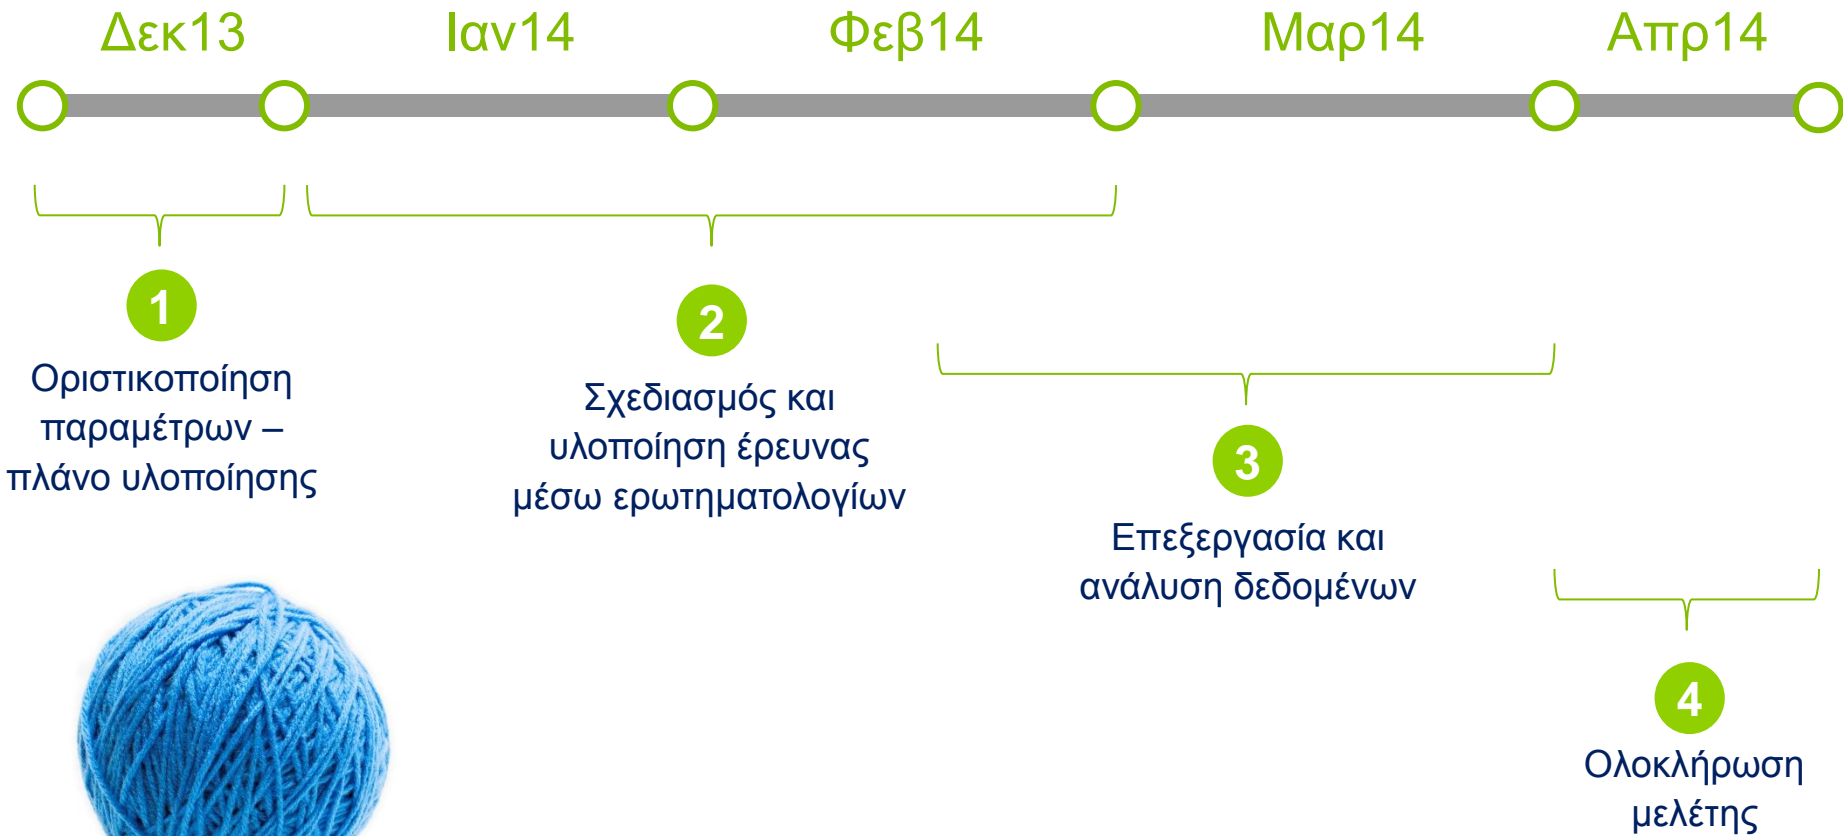 Δεκ13 Ιαν14 Φεβ14 Μαρ14 Απρ14
1
Οριστικοποίηση
παραμέτρων –
πλάνο υλοποίησης
2
Σχεδιασμός και
υλοποίηση έρευνας
μέσω ερωτηματολογίων
3
Επεξεργασία και
ανάλυση δεδομένων
4
Ολοκλήρωση
μελέτης